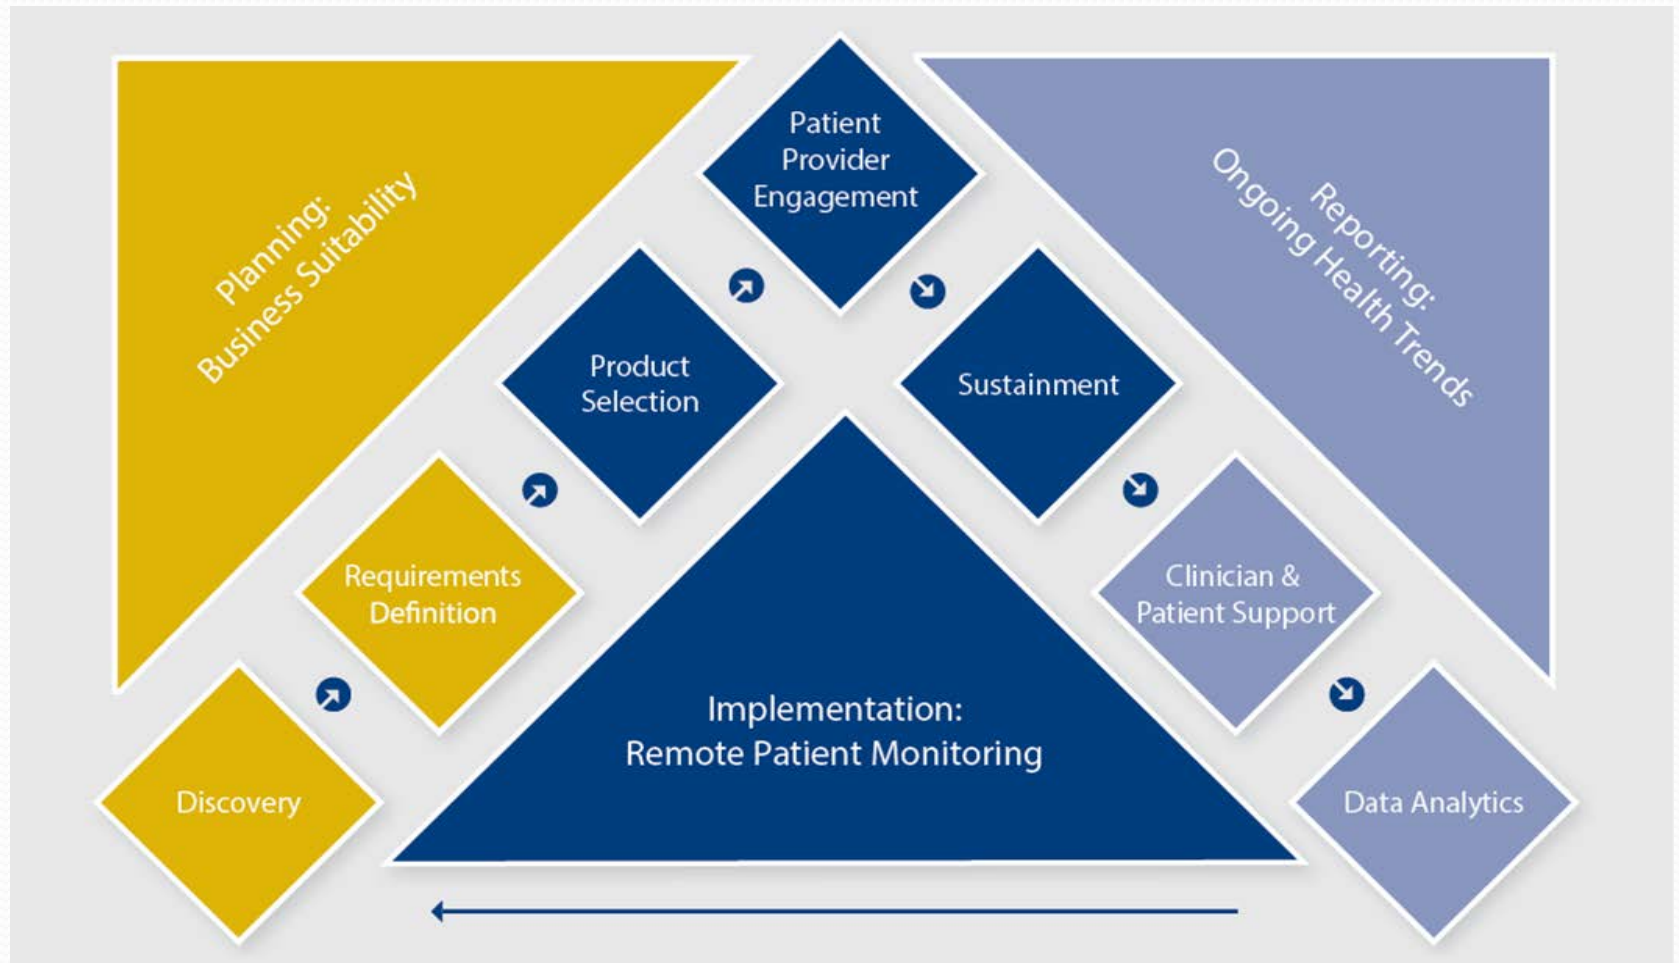 Planning:
Business Suitability
Patient
Provider
Engagement
Reporting:
Ongoing Health Trends
Product
Selection
Sustainment
Requirements
Definition
Clinician &
Patient Support
Implementation:
Remote Patient Monitoring
Discovery
Data Analytics